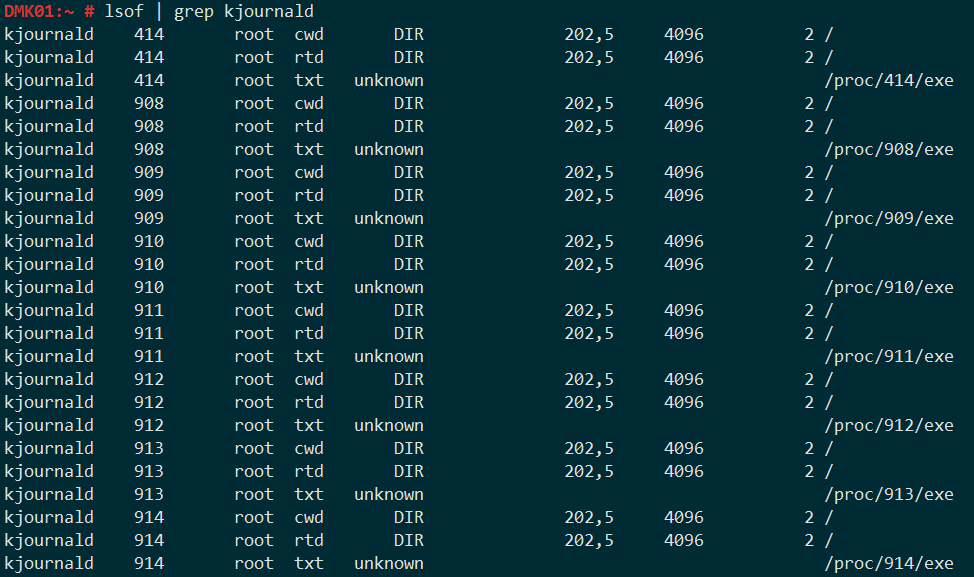 DMK01:~ # lsof | grep kjournald
kjournald    414       root  cwd       DIR              202,5     4096          2 /
kjournald    414       root  rtd       DIR              202,5     4096          2 /
kjournald    414       root  txt   unknown                                        /proc/414/exe
kjournald    908       root  cwd       DIR              202,5     4096          2 /
kjournald    908       root  rtd       DIR              202,5     4096          2 /
kjournald    908       root  txt   unknown                                        /proc/908/exe
kjournald    909       root  cwd       DIR              202,5     4096          2 /
kjournald    909       root  rtd       DIR              202,5     4096          2 /
kjournald    909       root  txt   unknown                                        /proc/909/exe
kjournald    910       root  cwd       DIR              202,5     4096          2 /
kjournald    910       root  rtd       DIR              202,5     4096          2 /
kjournald    910       root  txt   unknown                                        /proc/910/exe
kjournald    911       root  cwd       DIR              202,5     4096          2 /
kjournald    911       root  rtd       DIR              202,5     4096          2 /
kjournald    911       root  txt   unknown                                        /proc/911/exe
kjournald    912       root  cwd       DIR              202,5     4096          2 /
kjournald    912       root  rtd       DIR              202,5     4096          2 /
kjournald    912       root  txt   unknown                                        /proc/912/exe
kjournald    913       root  cwd       DIR              202,5     4096          2 /
kjournald    913       root  rtd       DIR              202,5     4096          2 /
kjournald    913       root  txt   unknown                                        /proc/913/exe
kjournald    914       root  cwd       DIR              202,5     4096          2 /
kjournald    914       root  rtd       DIR              202,5     4096          2 /
kjournald    914       root  txt   unknown                                        /proc/914/exe